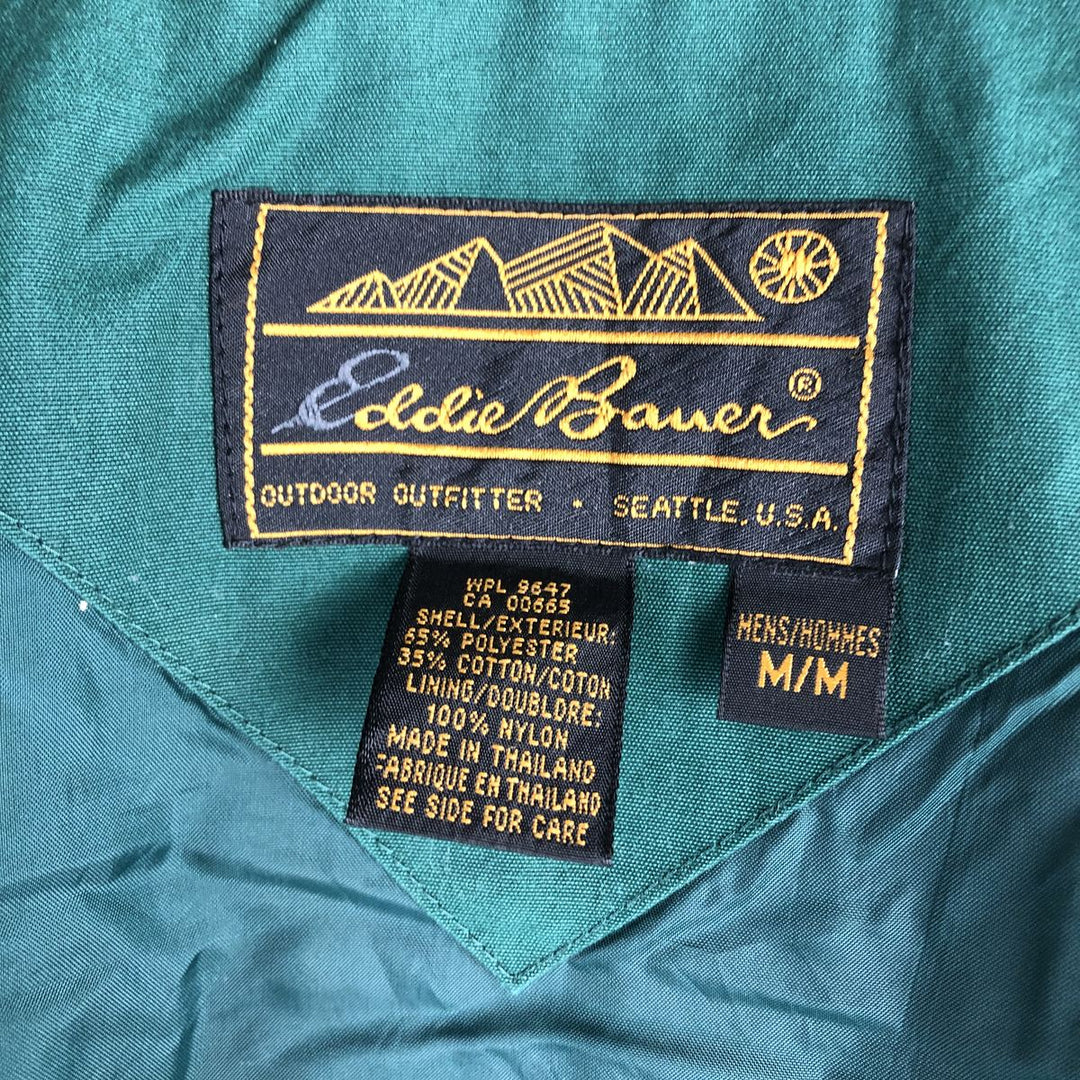 Eddie Bauer ®
OUTDOOR OUTFITTER • SEATTLE, U.S.A.
WPL 9647
CA 00665
SHELL/EXTERIEUR:
65% POLYESTER
35% COTTON/COTON
LINING/DOUBLDRE:
100% NYLON
MADE IN THAILAND
FABRIQUE EN THAILAND
SEE SIDE FOR CARE
MENS/HOMMES
M/M